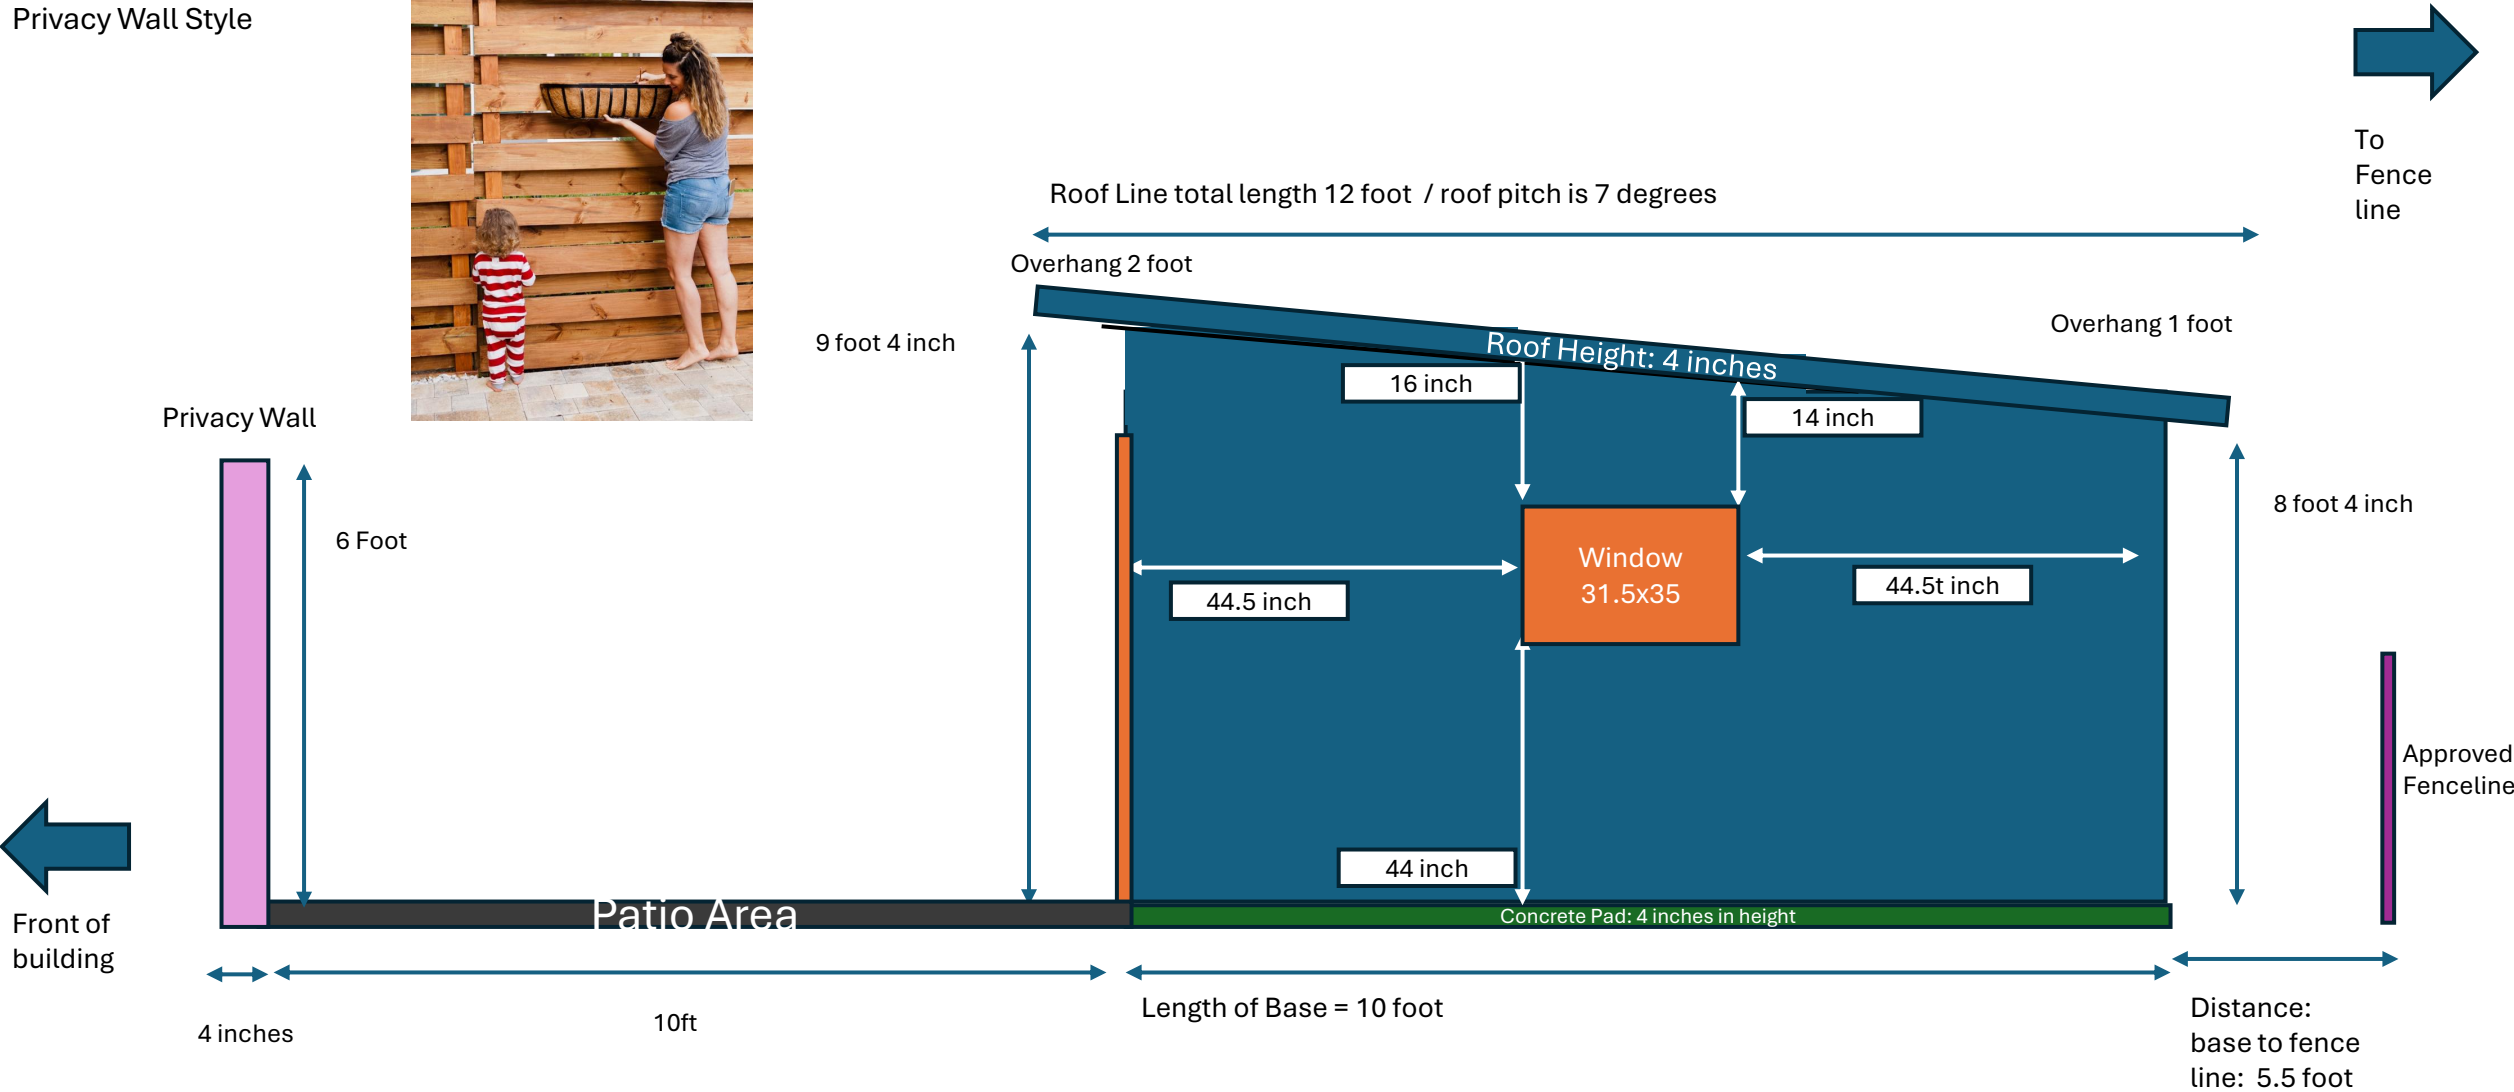 Privacy Wall Style
To
Fence
line
Roof Line total length 12 foot / roof pitch is 7 degrees
Overhang 2 foot
Overhang 1 foot
9 foot 4 inch
Roof Height: 4 inches
16 inch
14 inch
Privacy Wall
6 Foot
8 foot 4 inch
Window
31.5x35
44.5 inch
44.5t inch
Approved
Fenceline
44 inch
Patio Area
Concrete Pad: 4 inches in height
Front of
building
4 inches
10ft
Length of Base = 10 foot
Distance:
base to fence
line: 5.5 foot